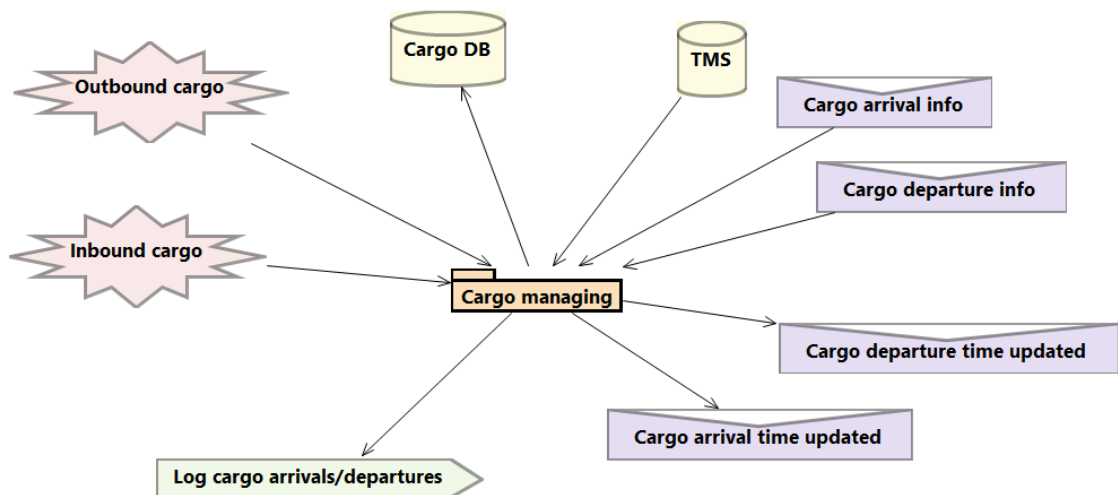 Cargo DB
TMS
Outbound cargo
Cargo arrival info
Cargo departure info
Inbound cargo
Cargo managing
Cargo departure time updated
Cargo arrival time updated
Log cargo arrivals/departures